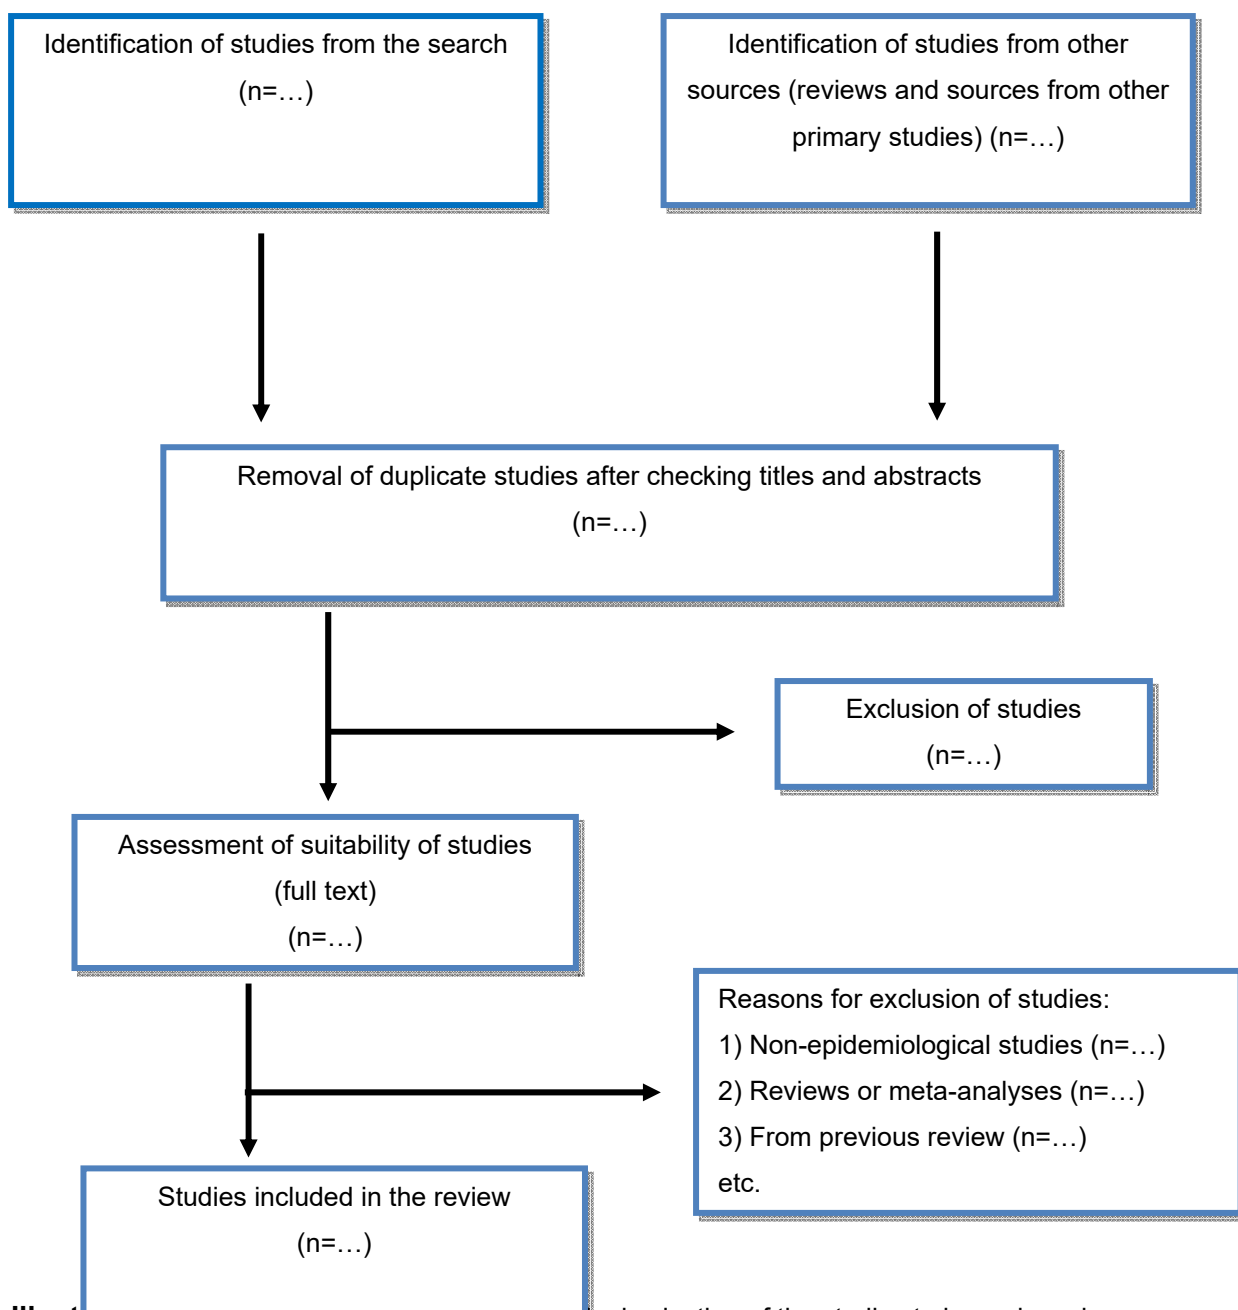 Identification of studies from the search
(n=…)
Identification of studies from other
sources (reviews and sources from other
primary studies) (n=…)
Removal of duplicate studies after checking titles and abstracts
(n=…)
Exclusion of studies
(n=…)
Assessment of suitability of studies
(full text)
(n=…)
Reasons for exclusion of studies:
1) Non-epidemiological studies (n=…)
2) Reviews or meta-analyses (n=…)
3) From previous review (n=…)
etc.
Studies included in the review
(n=…)